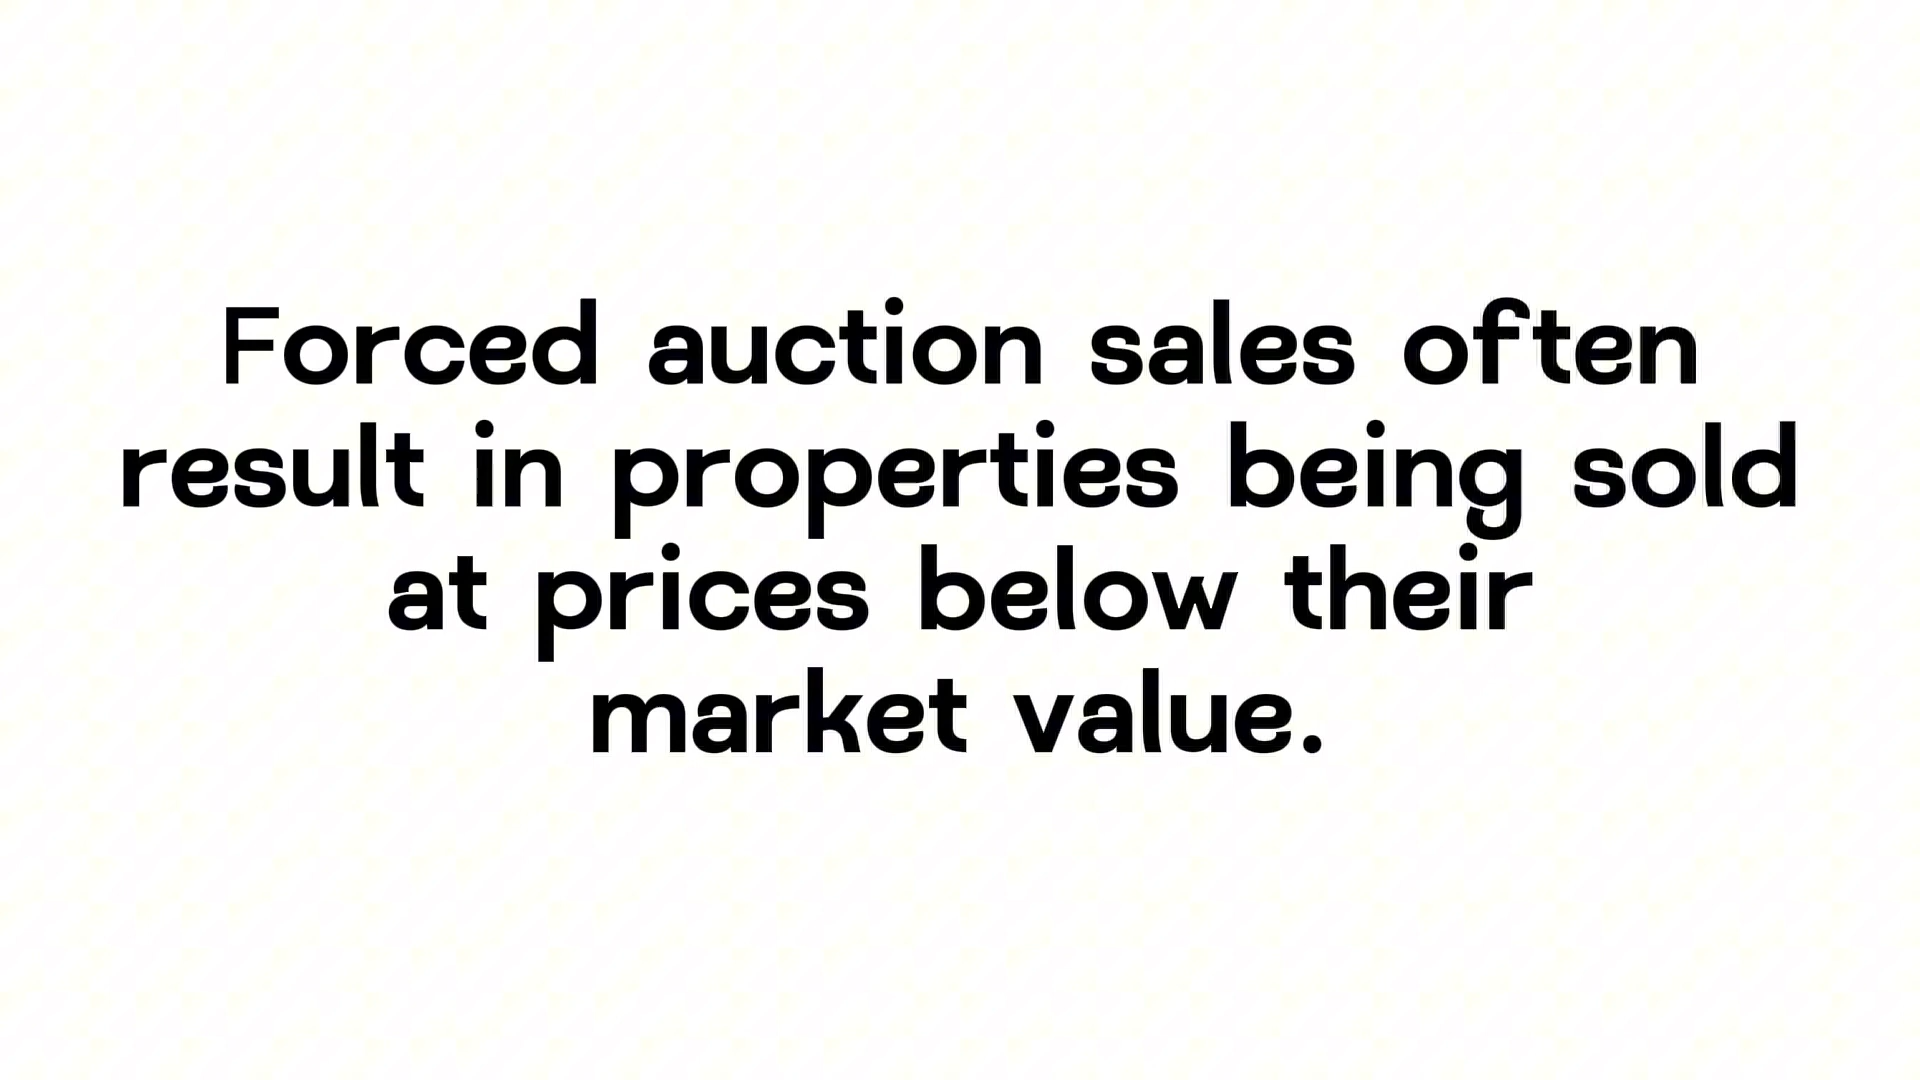 Forced auction sales often
result in properties being sold
at prices below their
market value.